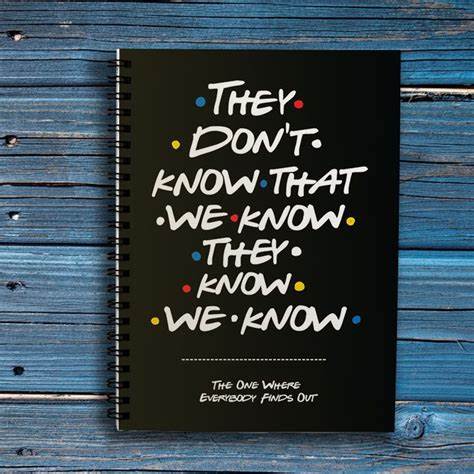 THEY
DON'T
KNOW THAT
WE KNOW
THEY
KNOW
WE KNOW
THE ONE WHERE
EVERYBODY FINDS OUT